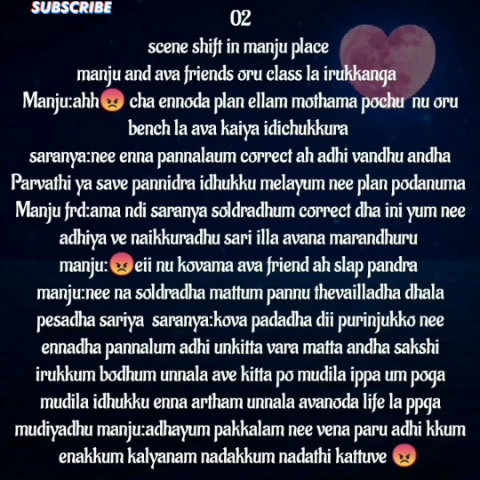 SUBSCRIBE
02
scene shift in manju place
manju and ava friends oru class la irukkanga
Manju:ahh😡 cha ennoda plan ellam mothama pochu nu oru
bench la ava kaiya idichukkura
saranya:nee enna pannalaum correct ah adhi vandhu andha
Parvathi ya save pannidra idhukku melayum nee plan podanuma
Manju frd:ama ndi saranya soldradhum correct dha ini yum nee
adhiya ve naikkuradhu sari illa avana marandhuru
manju:😡eii nu kovama ava friend ah slap pandra
manju:nee na soldradha mattum pannu thevailladha dhala
pesadha sariya saranya:kova padadha dii purinjukko nee
ennadha pannalum adhi unkitta vara matta andha sakshi
irukkum bodhum unnala ave kitta po mudila ippa um poga
mudila idhukku enna artham unnala avanoda life la ppga
mudiyadhu manju:adhayum pakkalam nee vena paru adhi kkum
enakkum kalyanam nadakkum nadathi kattuve 😡